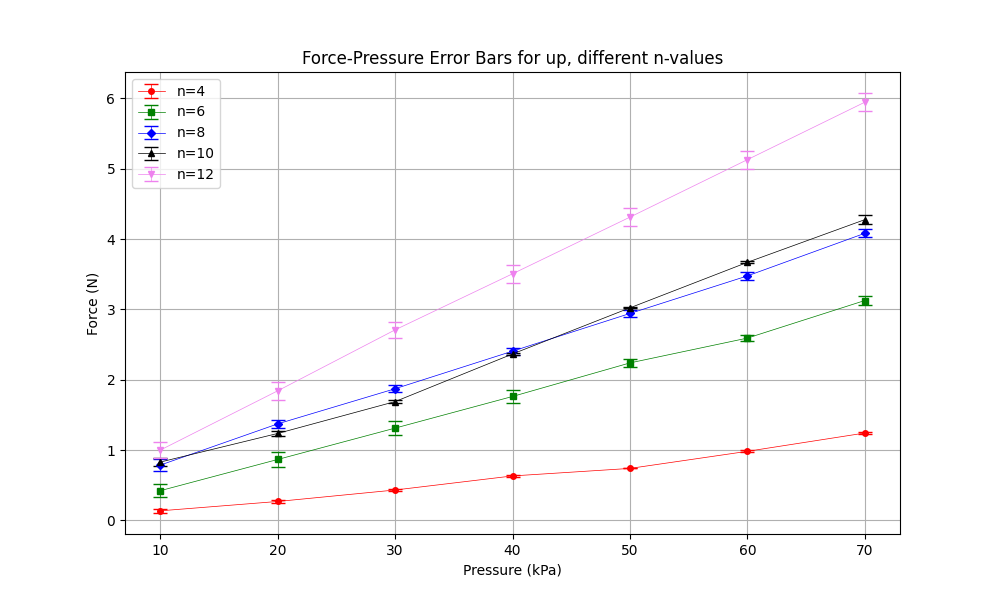 Force-Pressure Error Bars for up, different n-values
n=4
n=6
n=8
n=10
n=12
6
5
4
3
2
1
0
Force (N)
10 20 30 40 50 60 70
Pressure (kPa)